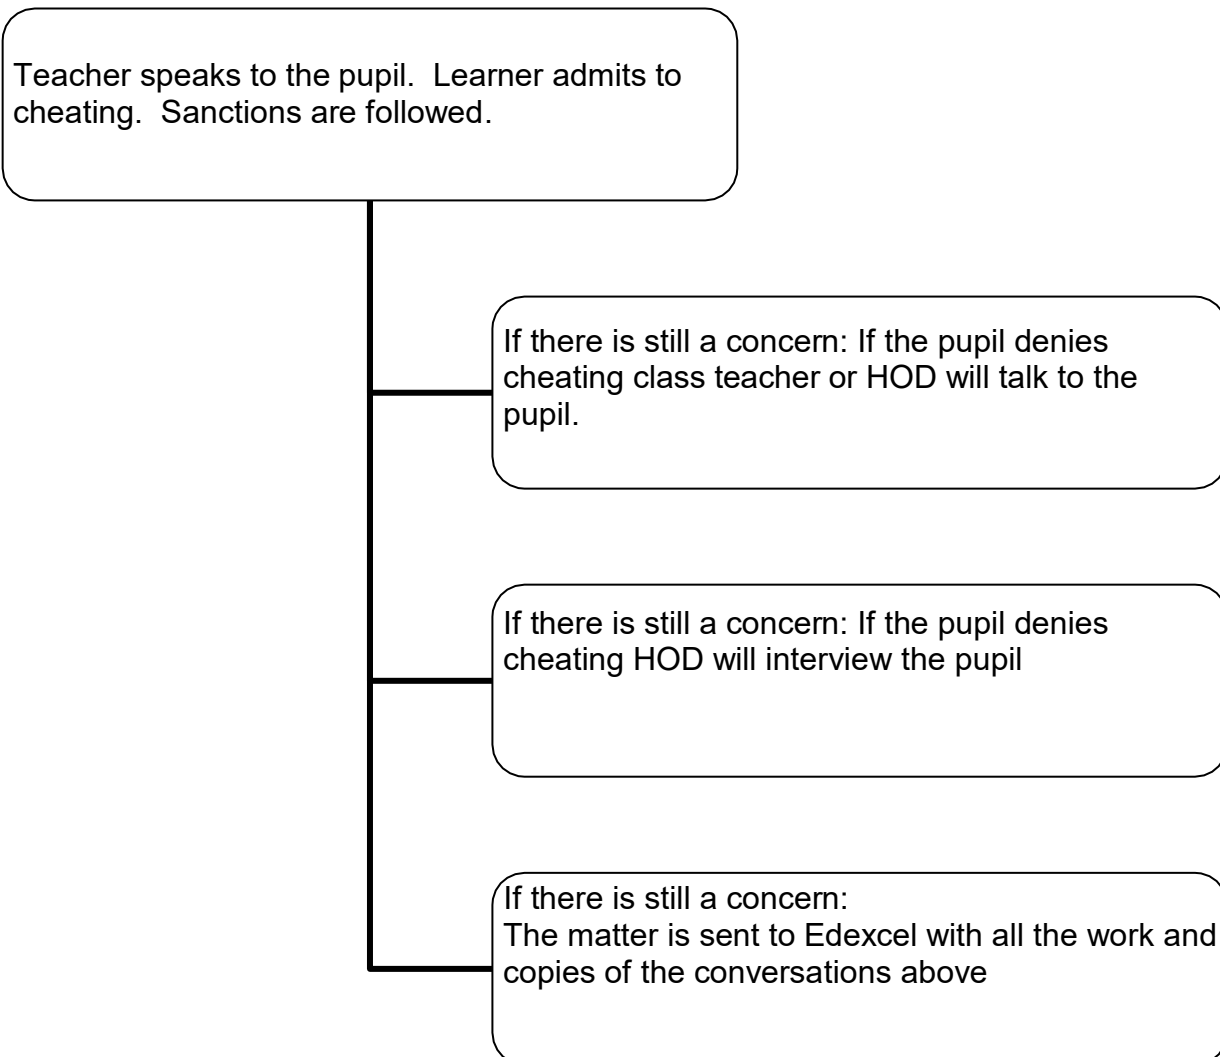 Teacher speaks to the pupil.  Learner admits to
cheating.  Sanctions are followed.
If there is still a concern: If the pupil denies
cheating class teacher or HOD will talk to the
pupil.
If there is still a concern: If the pupil denies
cheating HOD will interview the pupil
If there is still a concern:
The matter is sent to Edexcel with all the work and
copies of the conversations above